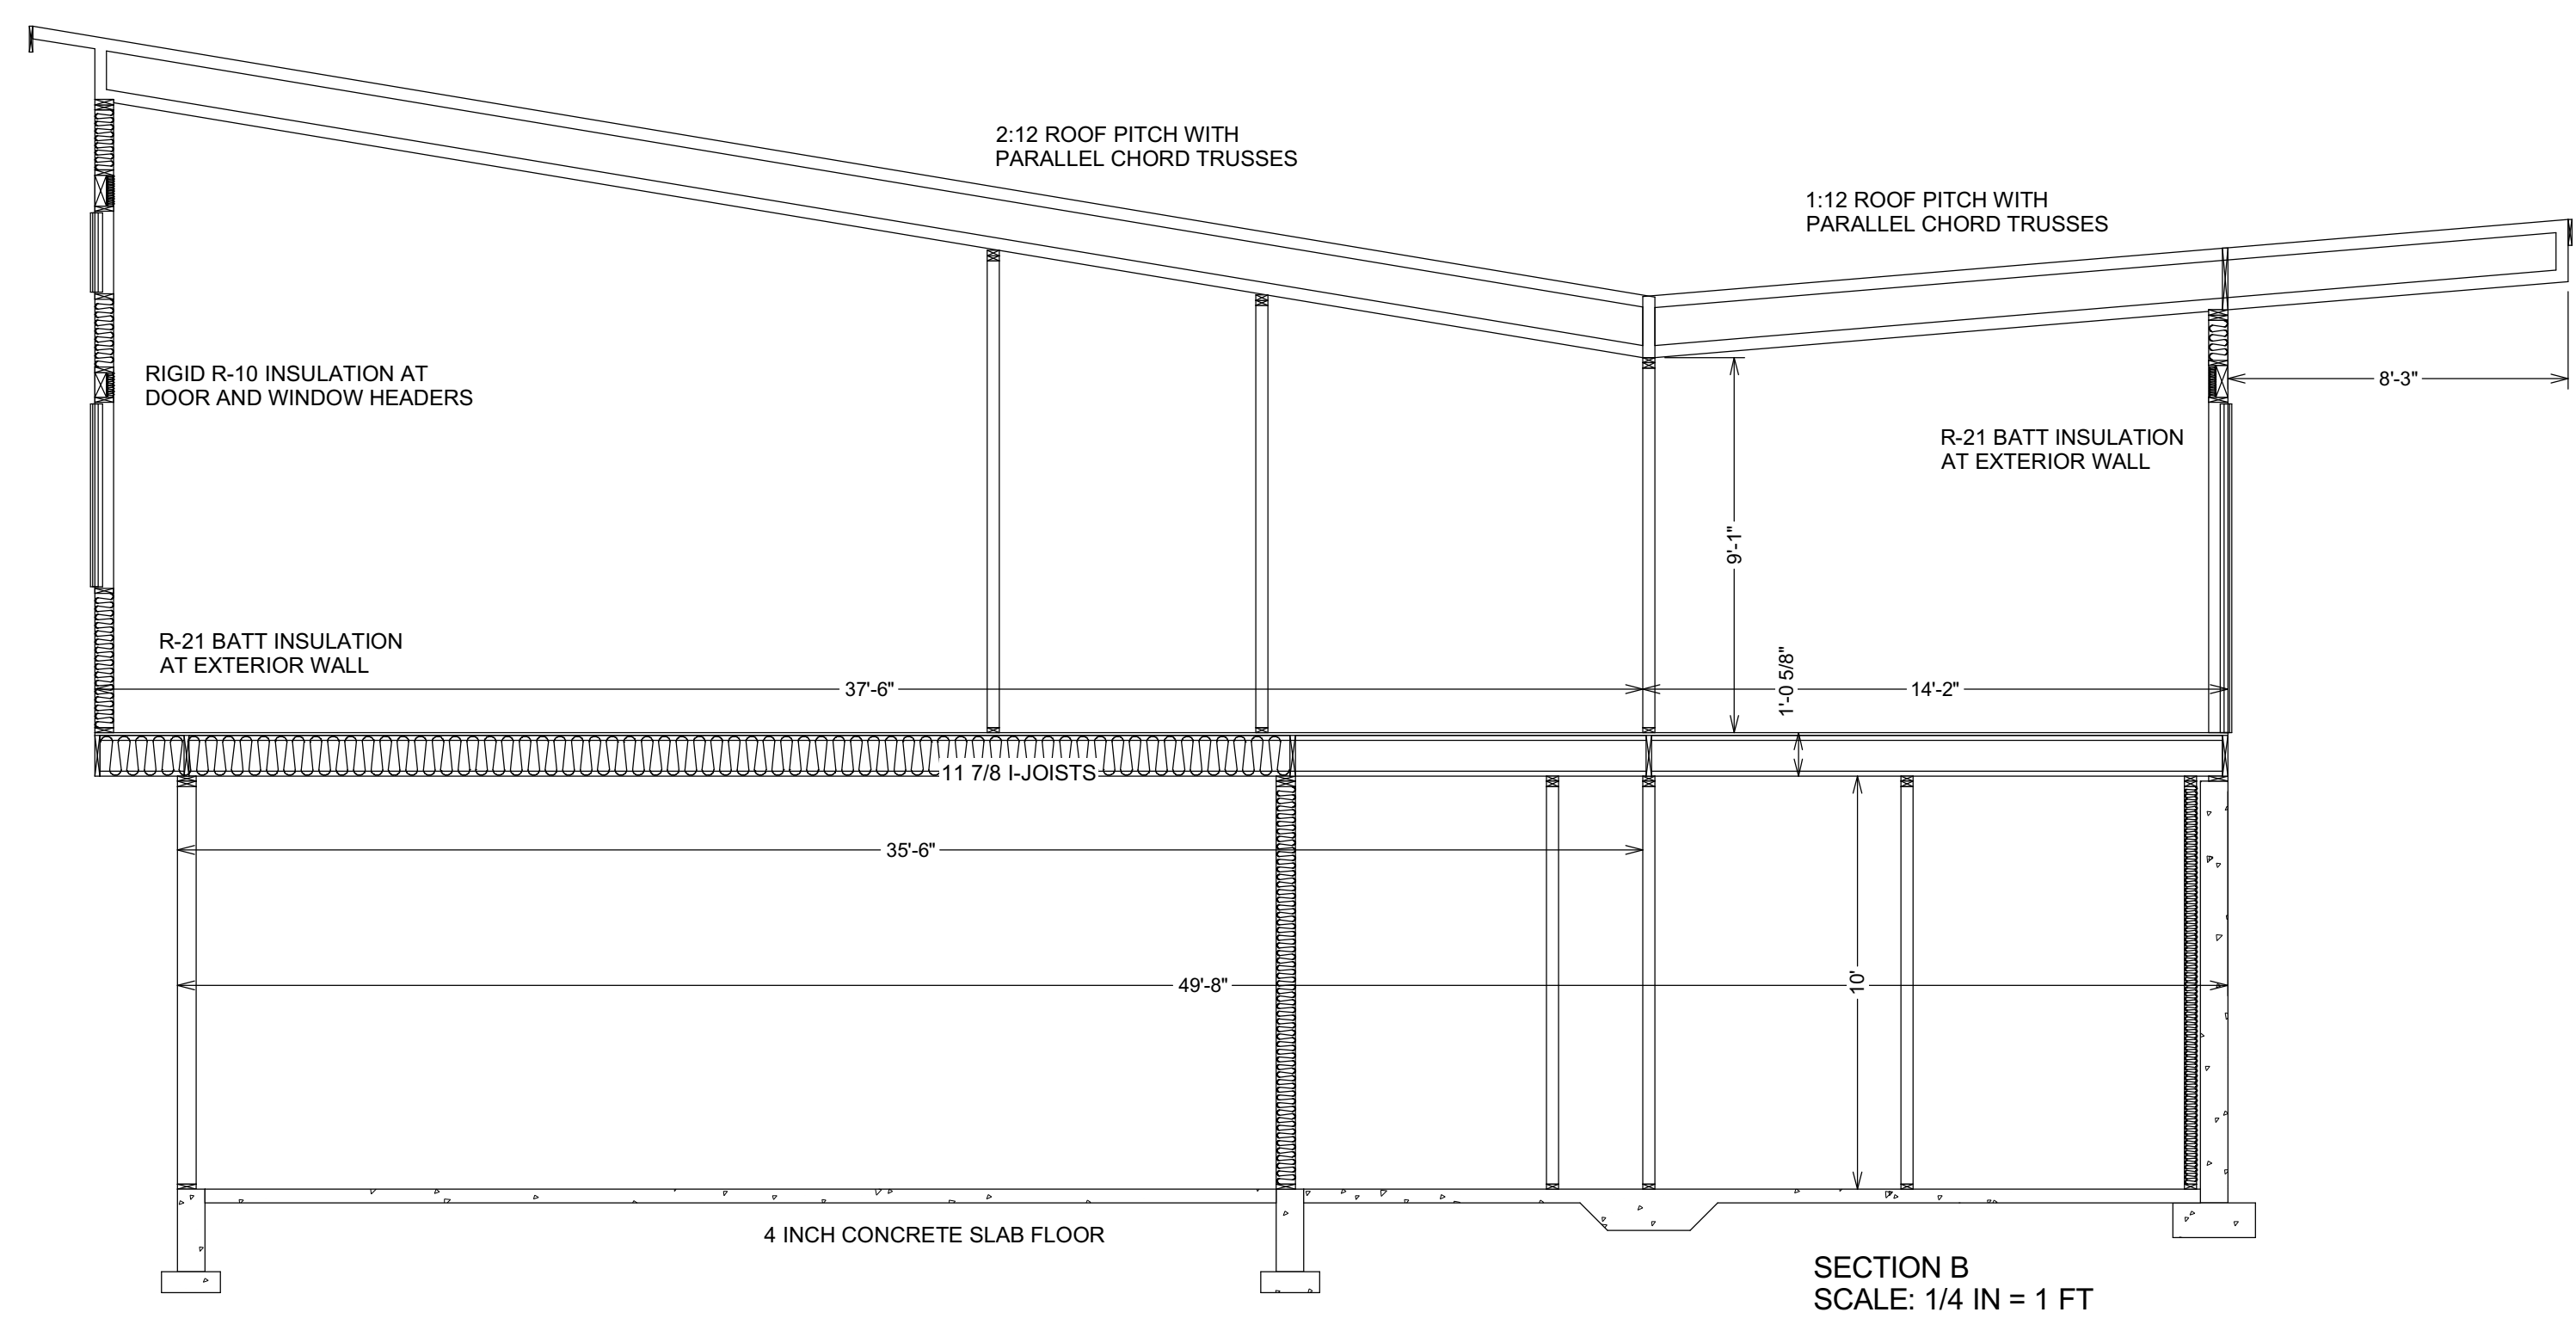 2:12 ROOF PITCH WITH
PARALLEL CHORD TRUSSES
1:12 ROOF PITCH WITH
PARALLEL CHORD TRUSSES
RIGID R-10 INSULATION AT
DOOR AND WINDOW HEADERS
8'-3"
R-21 BATT INSULATION
AT EXTERIOR WALL
9'-1"
R-21 BATT INSULATION
AT EXTERIOR WALL
37'-6"
1'-0 5/8"
14'-2"
11 7/8 I-JOISTS
35'-6"
49'-8"
10'
4 INCH CONCRETE SLAB FLOOR
SECTION B
SCALE: 1/4 IN = 1 FT